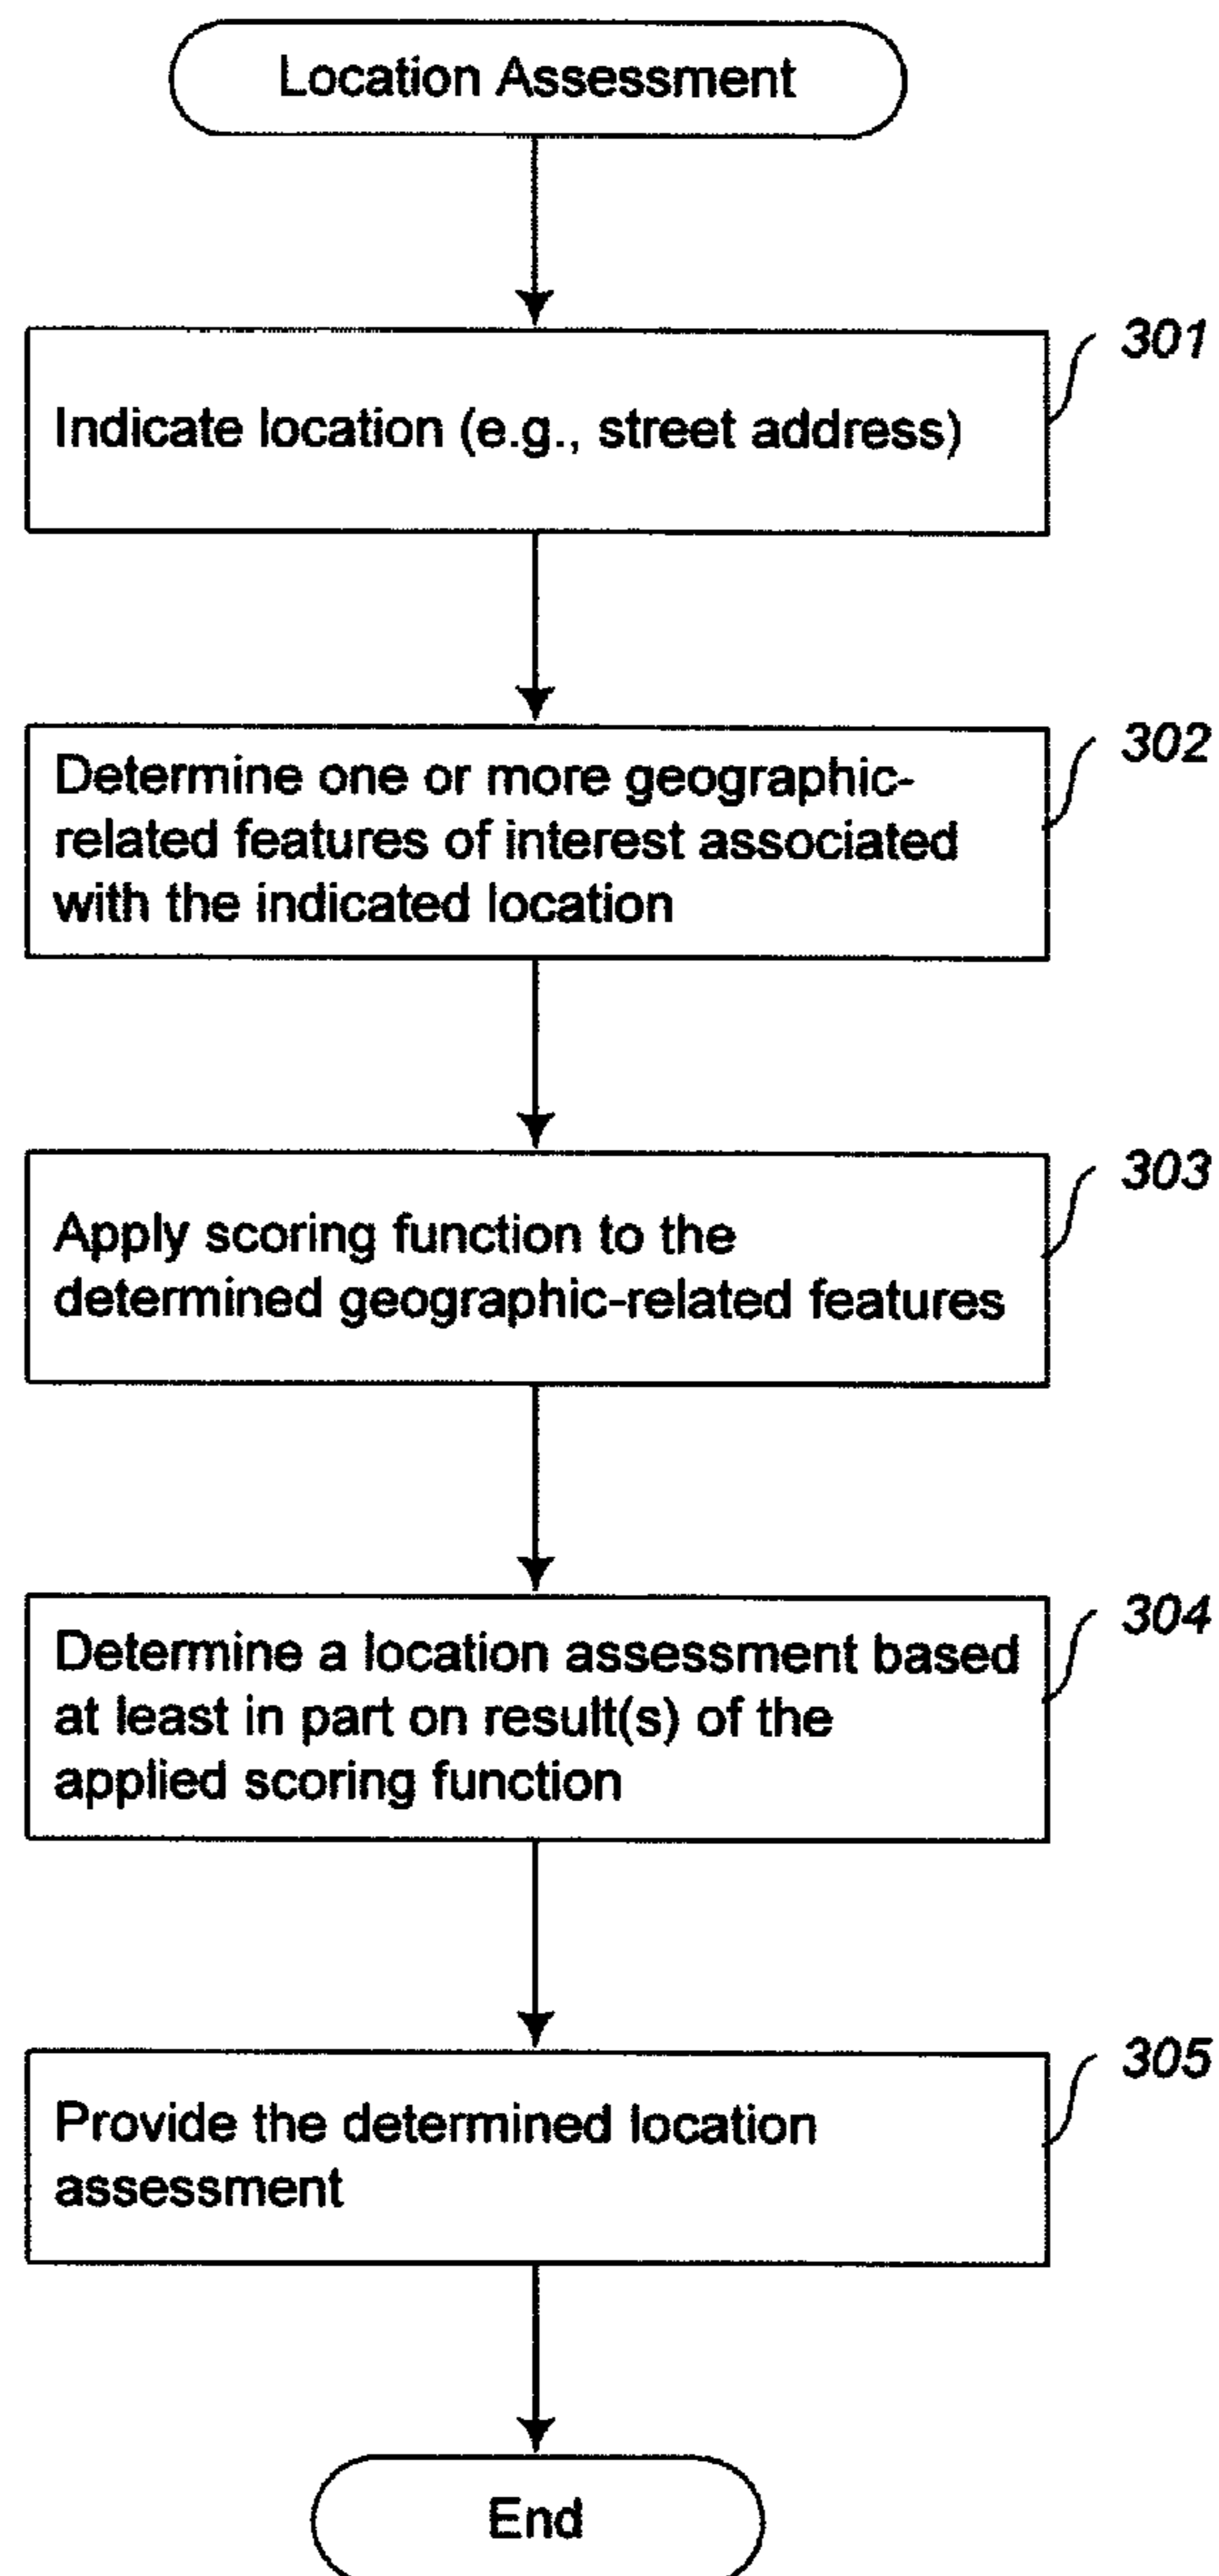 Location Assessment
301
Indicate location (e.g., street address)
302
Determine one or more geographic-
related features of interest associated
with the indicated location
303
Apply scoring function to the
determined geographic-related features
304
Determine a location assessment based
at least in part on result(s) of the
applied scoring function
305
Provide the determined location
assessment
End